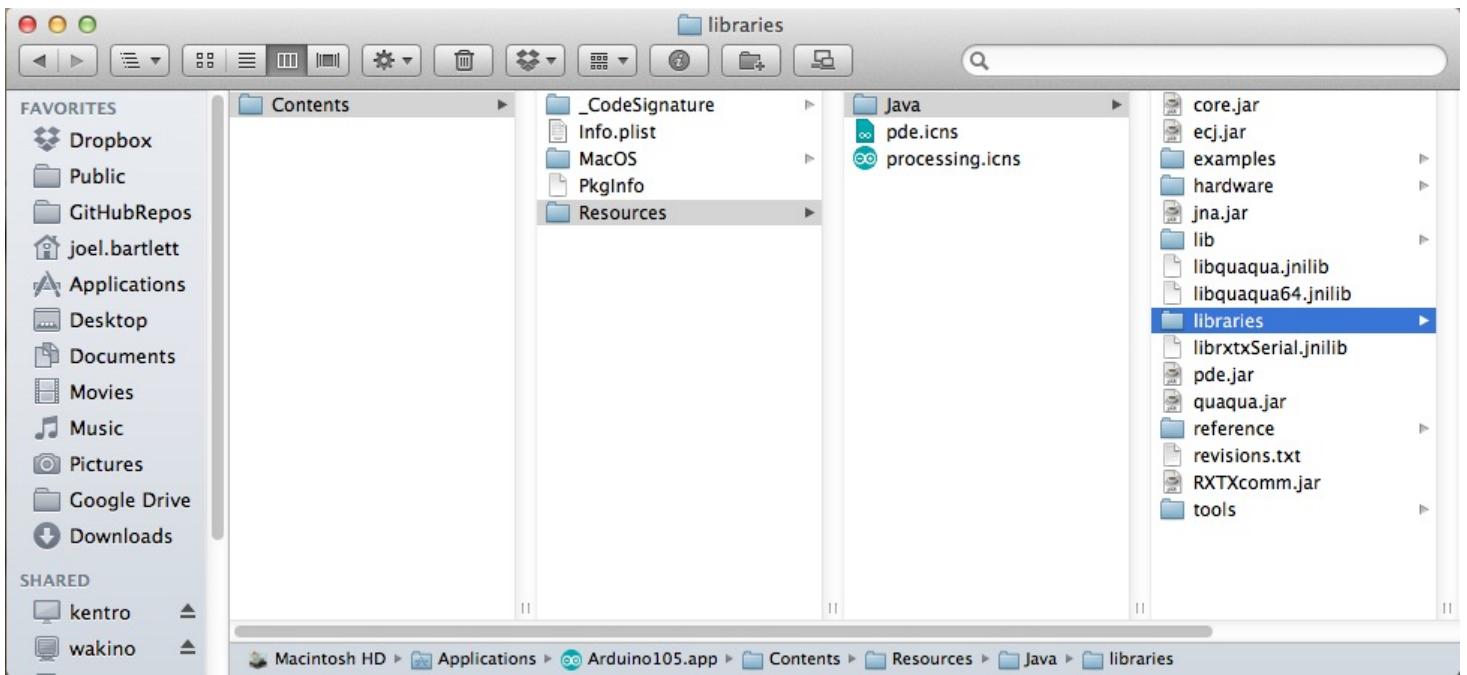 libraries
FAVORITES
Dropbox
Public
GitHubRepos
joel.bartlett
Applications
Desktop
Documents
Movies
Music
Pictures
Google Drive
Downloads
SHARED
kentro
wakino
Contents
_CodeSignature
Info.plist
MacOS
PkgInfo
Resources
Java
pde.icns
processing.icns
core.jar
ecj.jar
examples
hardware
jna.jar
lib
libquaqua.jnilib
libquaqua64.jnilib
libraries
librxtxSerial.jnilib
pde.jar
quaqua.jar
reference
revisions.txt
RXTXcomm.jar
tools
Macintosh HD ▸ Applications ▸ Arduino105.app ▸ Contents ▸ Resources ▸ Java ▸ libraries